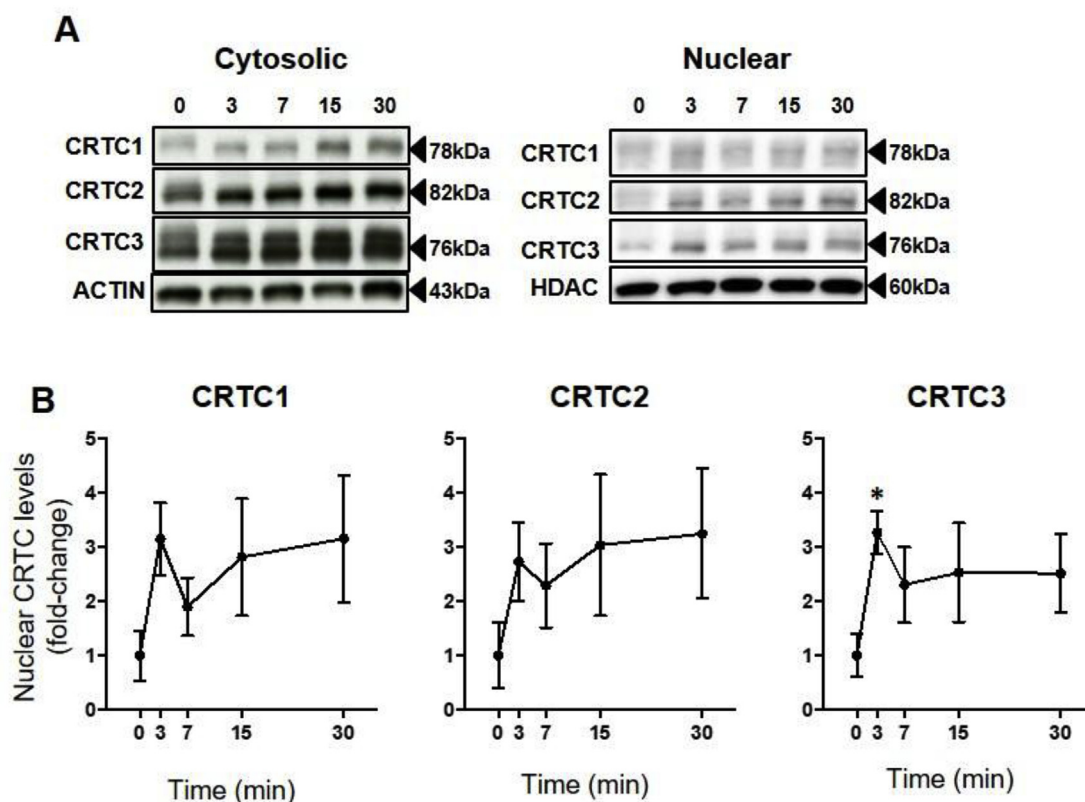 A
Cytosolic
0 3 7 15 30
CRTC1 78kDa
CRTC2 82kDa
CRTC3 76kDa
ACTIN 43kDa
Nuclear
0 3 7 15 30
CRTC1 78kDa
CRTC2 82kDa
CRTC3 76kDa
HDAC 60kDa
B
CRTC1
Nuclear CRTC levels
(fold-change)
5
4
3
2
1
0
0 3 7 15 30
Time (min)
CRTC2
5
4
3
2
1
0
0 3 7 15 30
Time (min)
CRTC3
5
4
3
2
1
0
*
0 3 7 15 30
Time (min)